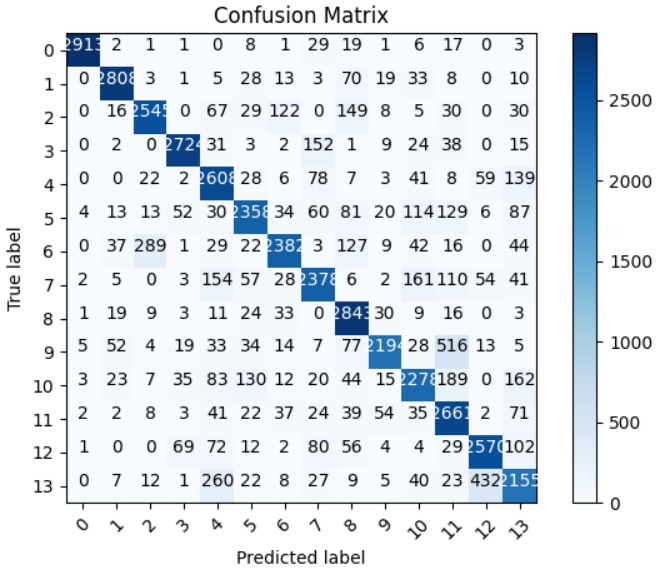 Confusion Matrix
0 2913 2 1 1 0 8 1 29 19 1 6 17 0 3
1 0 2808 3 1 5 28 13 3 70 19 33 8 0 10
2 0 16 2545 0 67 29 122 0 149 8 5 30 0 30
3 0 2 0 2724 31 3 2 152 1 9 24 38 0 15
4 0 0 22 2 2608 28 6 78 7 3 41 8 59 139
5 4 13 13 52 30 2358 34 60 81 20 114 129 6 87
6 0 37 289 1 29 22 2382 3 127 9 42 16 0 44
7 2 5 0 3 154 57 28 2378 6 2 161 110 54 41
8 1 19 9 3 11 24 33 0 2843 30 9 16 0 3
9 5 52 4 19 33 34 14 7 77 2194 28 516 13 5
10 3 23 7 35 83 130 12 20 44 15 2278 189 0 162
11 2 2 8 3 41 22 37 24 39 54 35 2661 2 71
12 1 0 0 69 72 12 2 80 56 4 4 29 2570 102
13 0 7 12 1 260 22 8 27 9 5 40 23 432 2155
0 1 2 3 4 5 6 7 8 9 10 11 12 13
Predicted label
True label
2500
2000
1500
1000
500
0